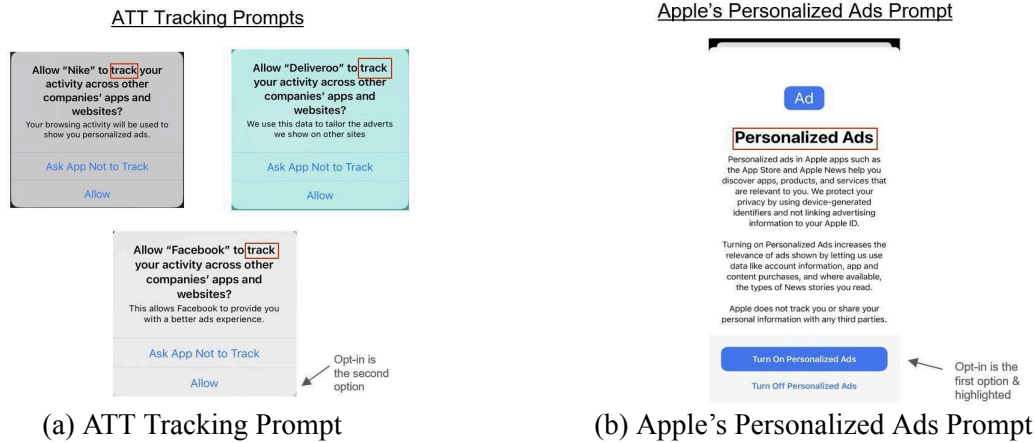 ATT Tracking Prompts
Allow “Nike” to track your
activity across other
companies’ apps and
websites?
Your browsing activity will be used to
show you personalized ads.
Ask App Not to Track
Allow
Allow “Deliveroo” to track
your activity across other
companies’ apps and
websites?
We use this data to tailor the adverts
we show on other sites
Ask App Not to Track
Allow
Allow “Facebook” to track
your activity across other
companies’ apps and
websites?
This allows Facebook to provide you
with a better ads experience.
Ask App Not to Track
Allow
Opt-in is
the second
option
(a) ATT Tracking Prompt
Apple’s Personalized Ads Prompt
Ad
Personalized Ads
Personalized ads in Apple apps such as
the App Store and Apple News help you
discover apps, products, and services that
are relevant to you. We protect your
privacy by using device-generated
identifiers and not linking advertising
information to your Apple ID.
Turning on Personalized Ads increases the
relevance of ads shown by letting us use
data like account information, app and
content purchases, and where available,
the types of News stories you read.
Apple does not track you or share your
personal information with any third parties.
Turn On Personalized Ads
Turn Off Personalized Ads
Opt-in is the
first option &
highlighted
(b) Apple’s Personalized Ads Prompt